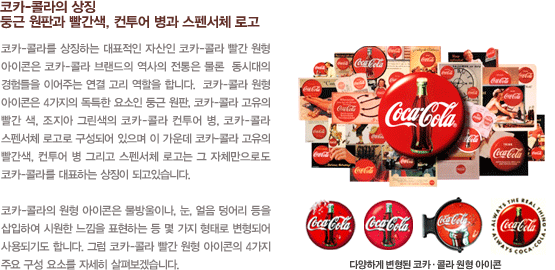 코카-콜라의 상징
둥근 원판과 빨간색, 컨투어 병과 스펜서체 로고
코카-콜라를 상징하는 대표적인 자산인 코카-콜라 빨간 원형
아이콘은 코카-콜라 브랜드의 역사의 전통은 물론 동시대의
경험들을 이어주는 연결 고리 역할을 합니다. 코카-콜라 원형
아이콘은 4가지의 독특한 요소인 둥근 원판, 코카-콜라 고유의
빨간 색, 조지아 그린색의 코카-콜라 컨투어 병, 코카-콜라
스펜서체 로고로 구성되어 있으며 이 가운데 코카-콜라 고유의
빨간색, 컨투어 병 그리고 스펜서체 로고는 그 자체만으로도
코카-콜라를 대표하는 상징이 되고있습니다.
코카-콜라의 원형 아이콘은 물방울이나, 눈, 얼음 덩어리 등을
삽입하여 시원한 느낌을 표현하는 등 몇 가지 형태로 변형되어
사용되기도 합니다. 그럼 코카-콜라 빨간 원형 아이콘의 4가지
주요 구성 요소를 자세히 살펴보겠습니다.
Coca-Cola
Coca-Cola
Coca-Cola
Coca-Cola
ALWAYS THE REAL THING
Coca-Cola
ALWAYS COCA-COLA
다양하게 변형된 코카·콜라 원형 아이콘